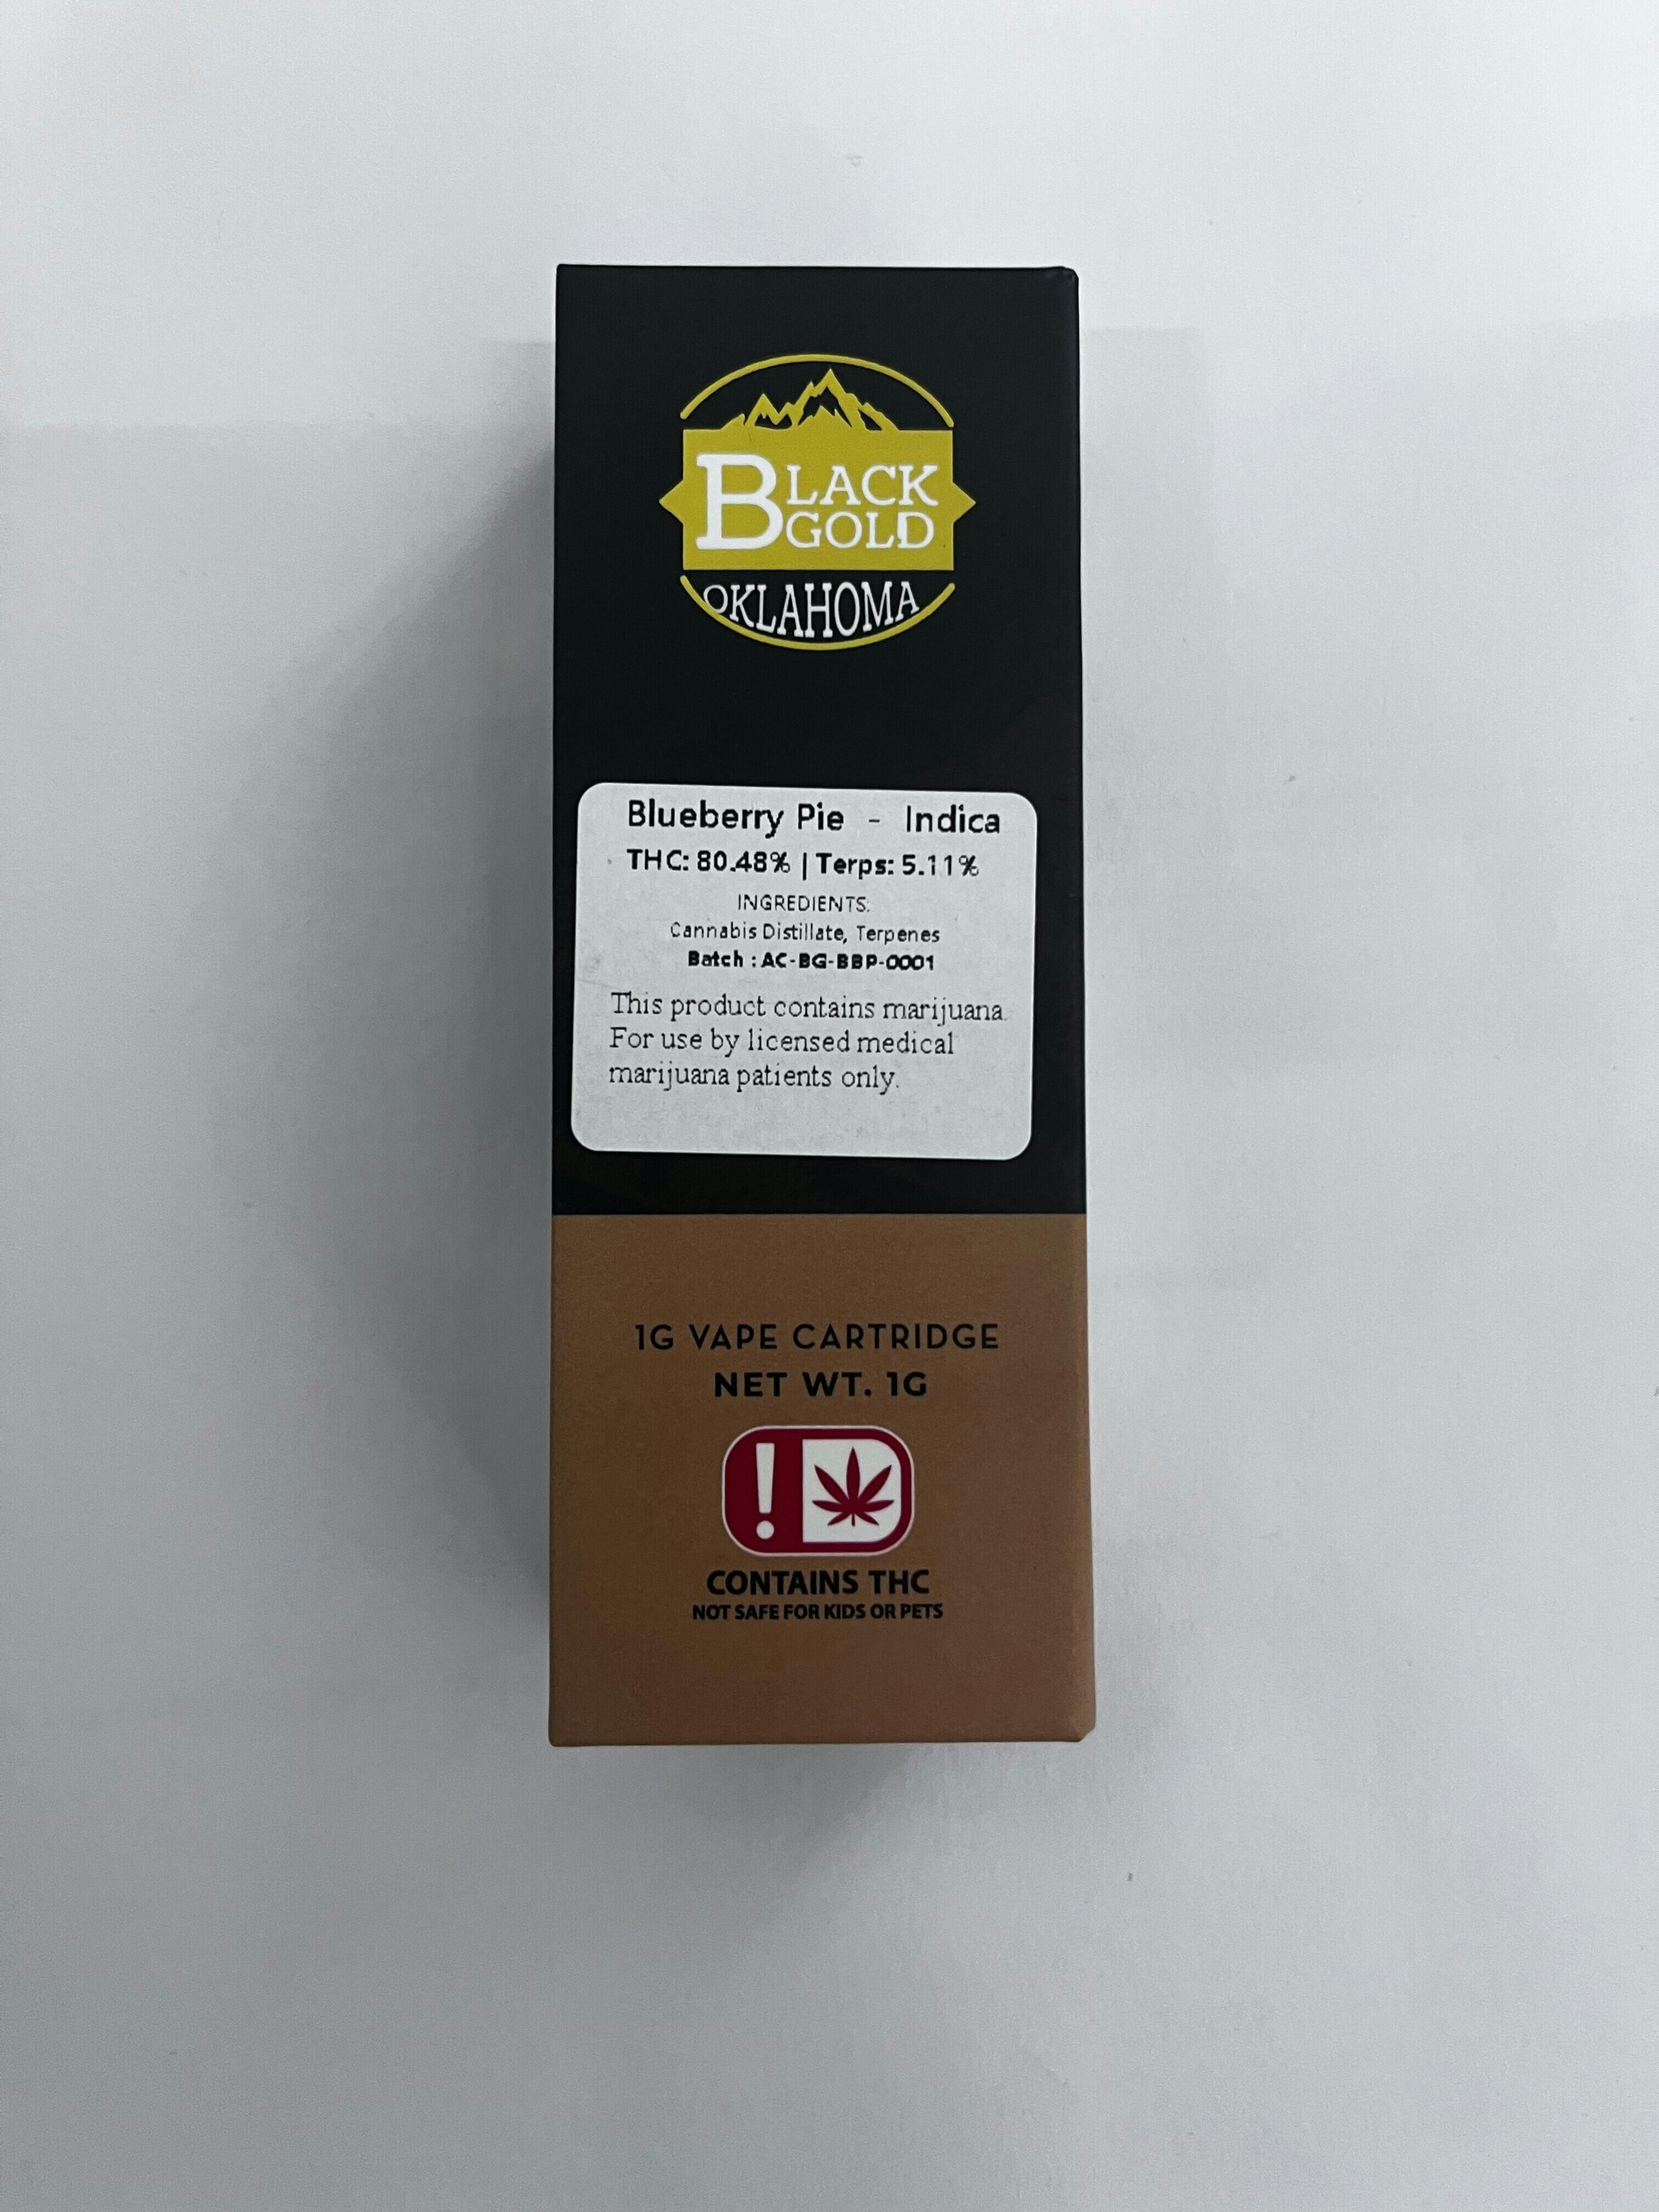 BLACK
GOLD
OKLAHOMA
Blueberry Pie - Indica
THC: 80.48% | Terps: 5.11%
INGREDIENTS:
Cannabis Distillate, Terpenes
Batch : AC-BG-BBP-0001
This product contains marijuana.
For use by licensed medical
marijuana patients only.
1G VAPE CARTRIDGE
NET WT. 1G
!
CONTAINS THC
NOT SAFE FOR KIDS OR PETS